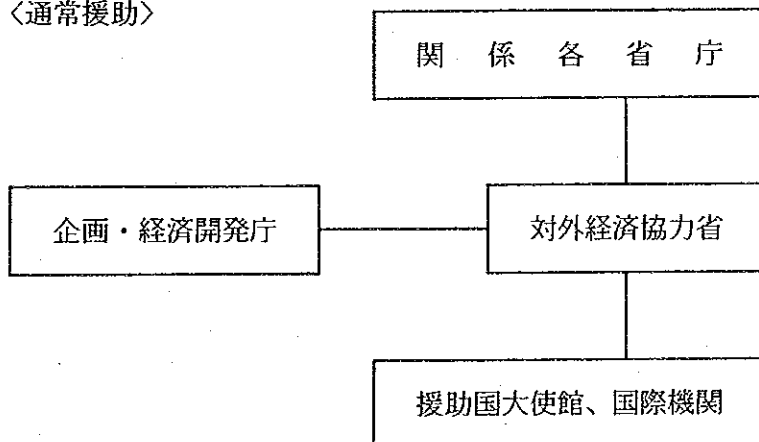 〈通常援助〉
関係各省庁
企画・経済開発庁
対外経済協力省
援助国大使館、国際機関